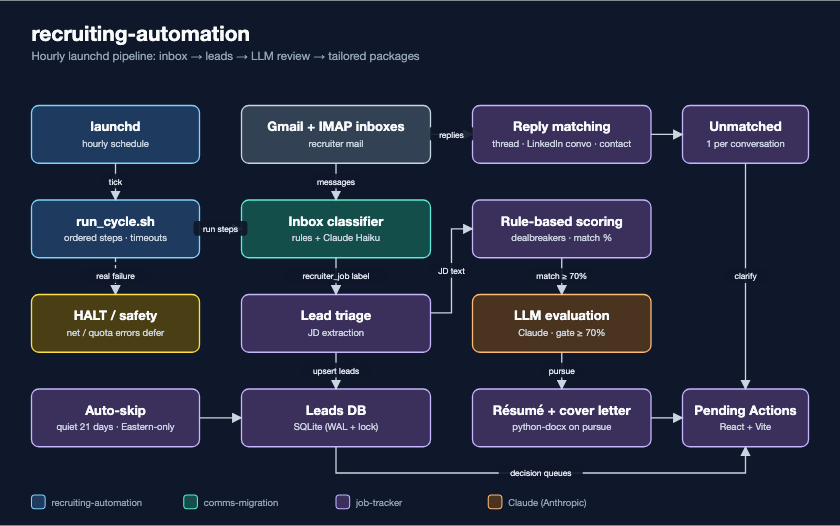 recruiting-automation
Hourly launchd pipeline: inbox → leads → LLM review → tailored packages
launchd
hourly schedule
Gmail + IMAP inboxes
recruiter mail
replies
Reply matching
thread · LinkedIn convo · contact
Unmatched
1 per conversation
tick
messages
run_cycle.sh
ordered steps · timeouts
run steps
Inbox classifier
rules + Claude Haiku
Rule-based scoring
dealbreakers · match %
real failure
recruiter_job label
JD text
match ≥ 70%
clarify
HALT / safety
net / quota errors defer
Lead triage
JD extraction
LLM evaluation
Claude · gate ≥ 70%
upsert leads
pursue
Auto-skip
quiet 21 days · Eastern-only
Leads DB
SQLite (WAL + lock)
Résumé + cover letter
python-docx on pursue
Pending Actions
React + Vite
decision queues
recruiting-automation
comms-migration
job-tracker
Claude (Anthropic)